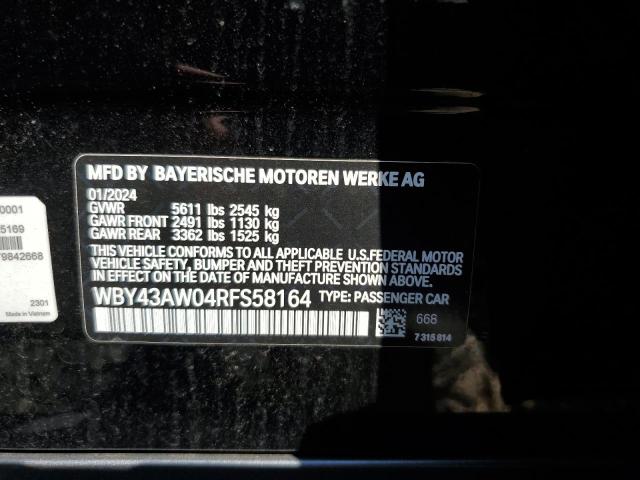 0001
5169
79842668
2301
Made in Vietnam
MFD BY BAYERISCHE MOTOREN WERKE AG
01/2024
GVWR 5611 lbs 2545 kg
GAWR FRONT 2491 lbs 1130 kg
GAWR REAR 3362 lbs 1525 kg
THIS VEHICLE CONFORMS TO ALL APPLICABLE U.S.FEDERAL MOTOR
VEHICLE SAFETY, BUMPER AND THEFT PREVENTION STANDARDS
IN EFFECT ON THE DATE OF MANUFACTURE SHOWN ABOVE.
WBY43AW04RFS58164 TYPE: PASSENGER CAR
668
7 315 814